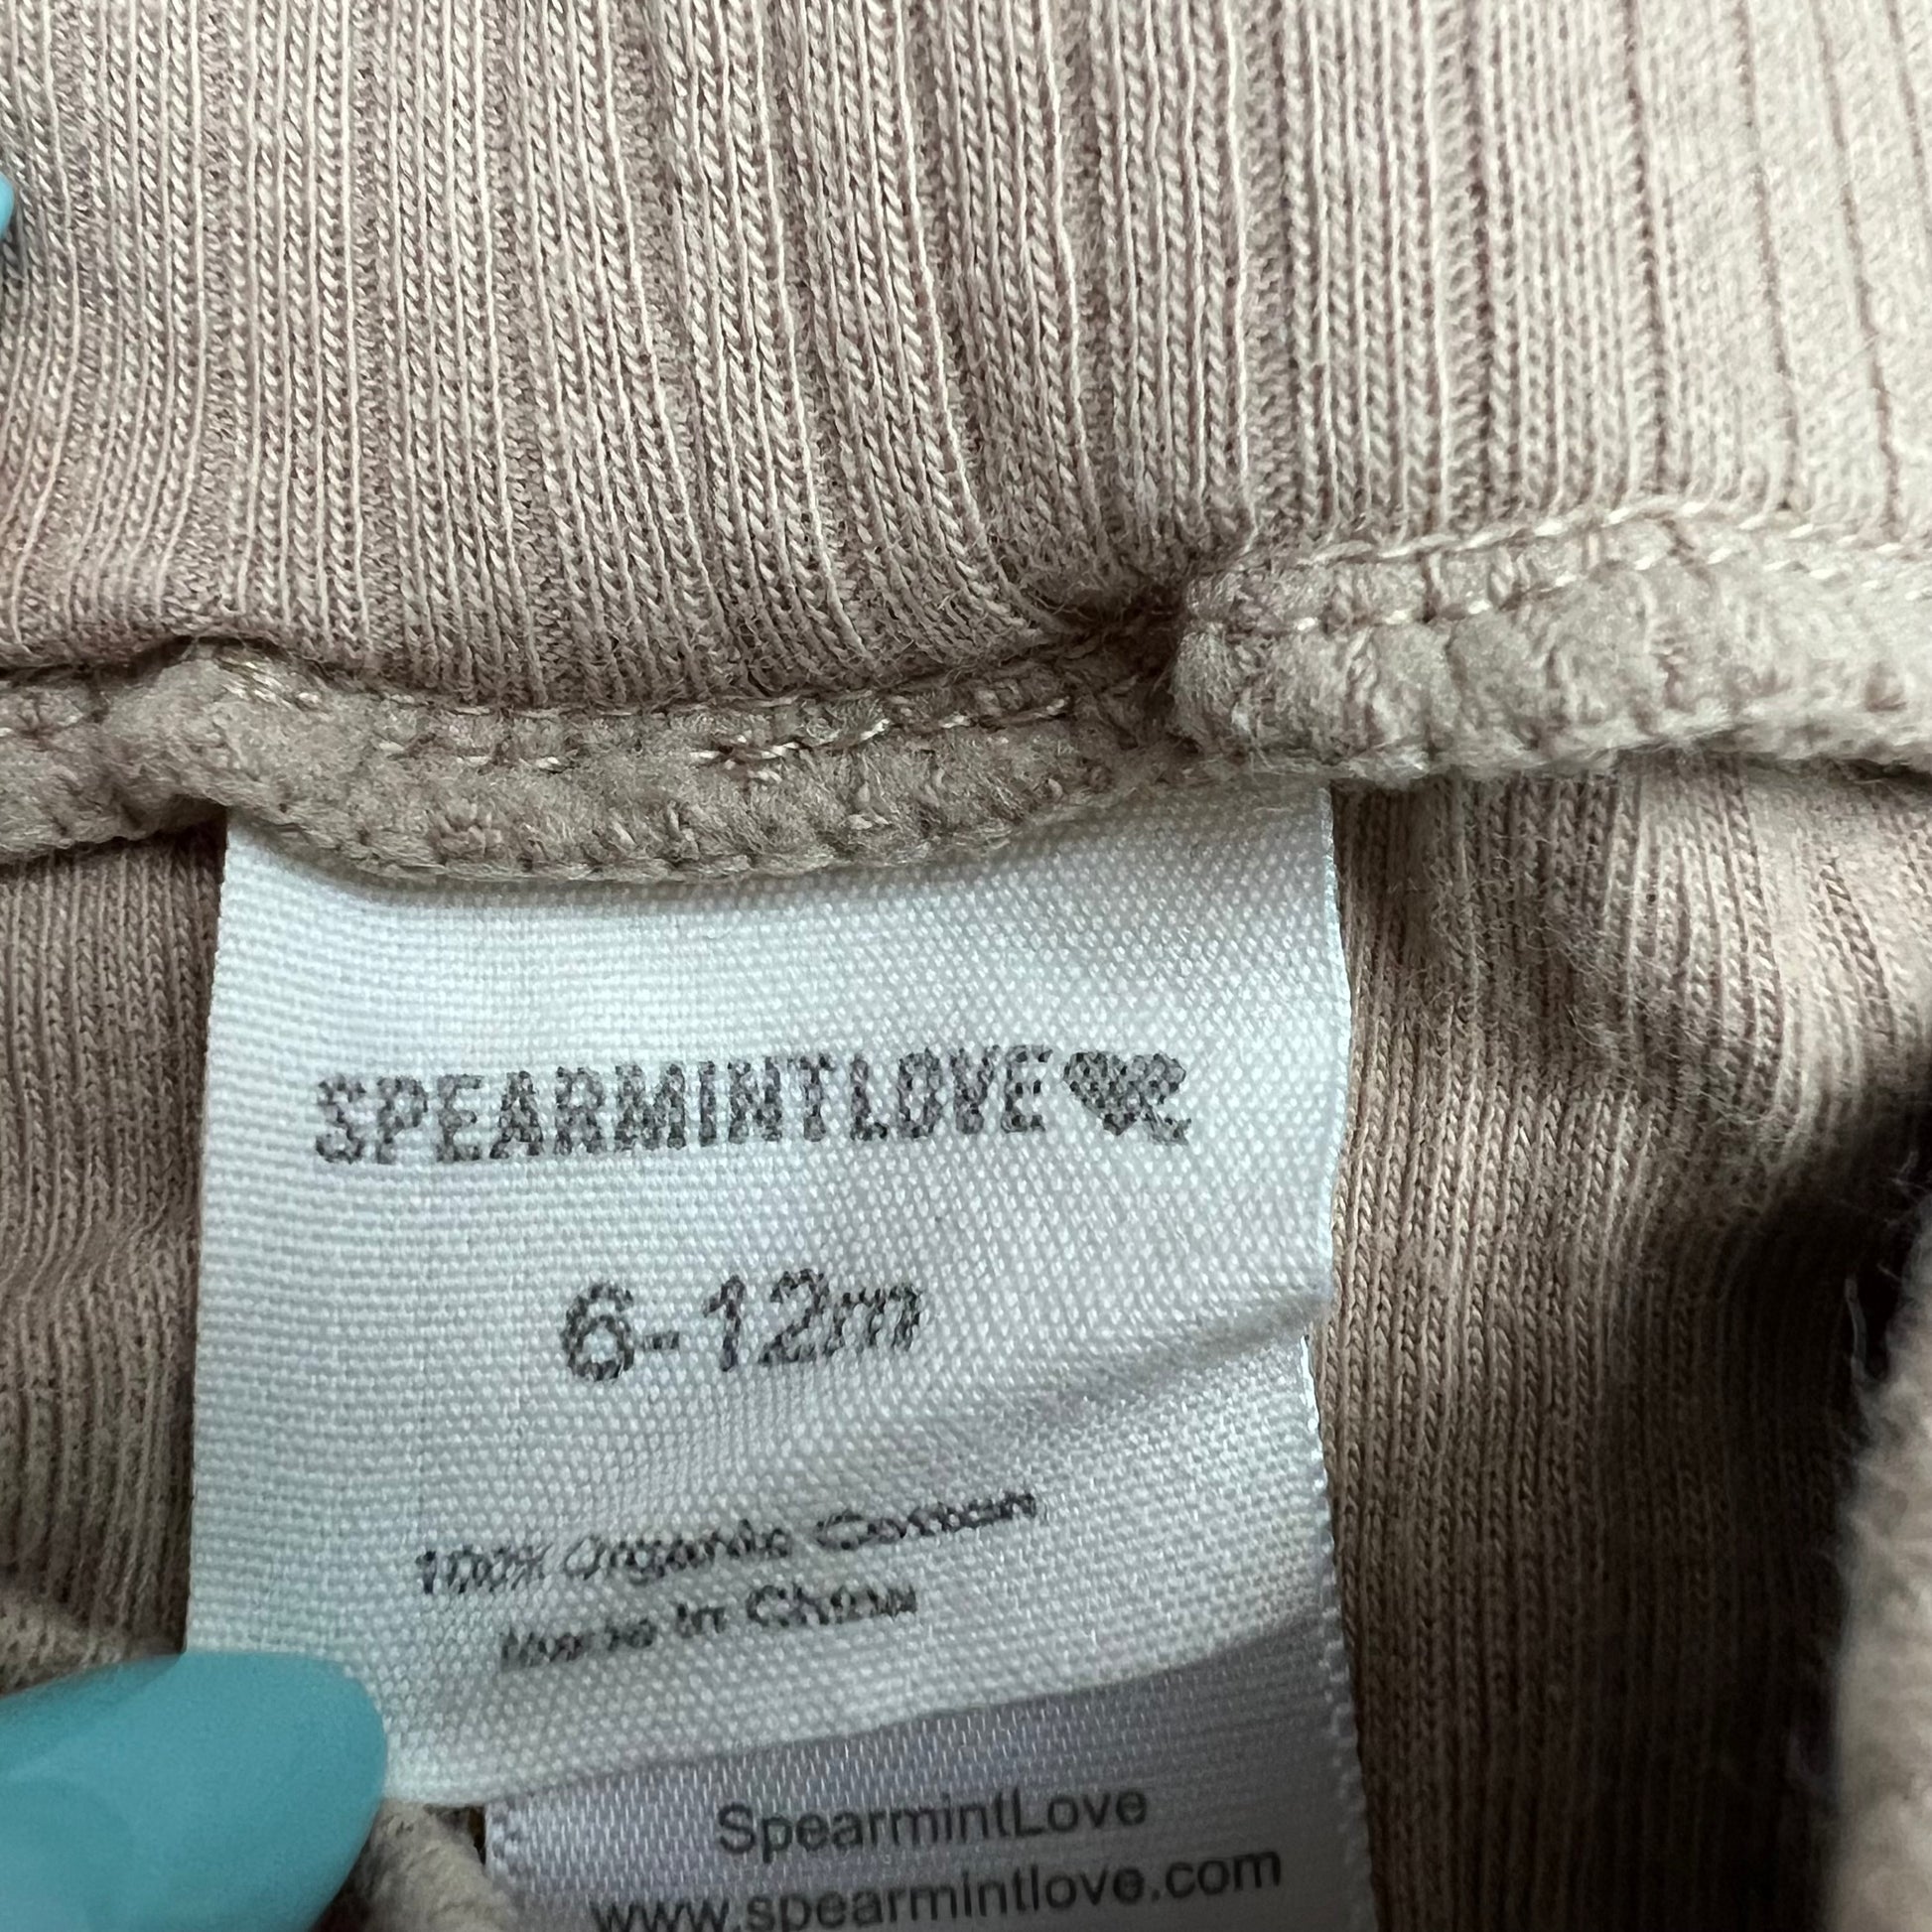 SPEARMINTLOVE
6-12m
100% Organic Cotton
Made in China
SpearmintLove
www.spearmintlove.com